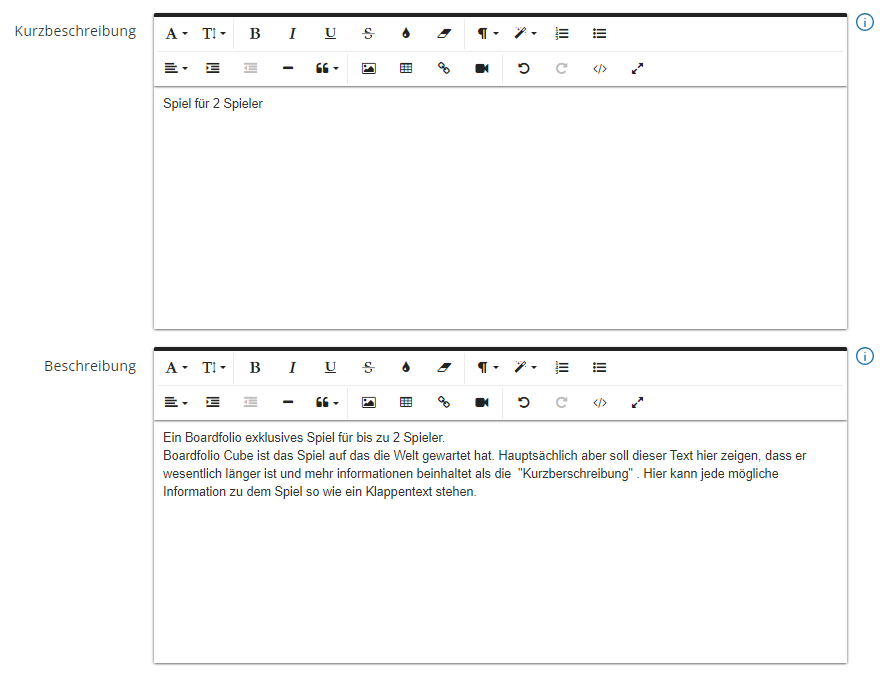 Kurzbeschreibung
Spiel für 2 Spieler
Beschreibung
Ein Boardfolio exklusives Spiel für bis zu 2 Spieler.
Boardfolio Cube ist das Spiel auf das die Welt gewartet hat. Hauptsächlich aber soll dieser Text hier zeigen, dass er
wesentlich länger ist und mehr informationen beinhaltet als die  "Kurzberschreibung" . Hier kann jede mögliche
Information zu dem Spiel so wie ein Klappentext stehen.